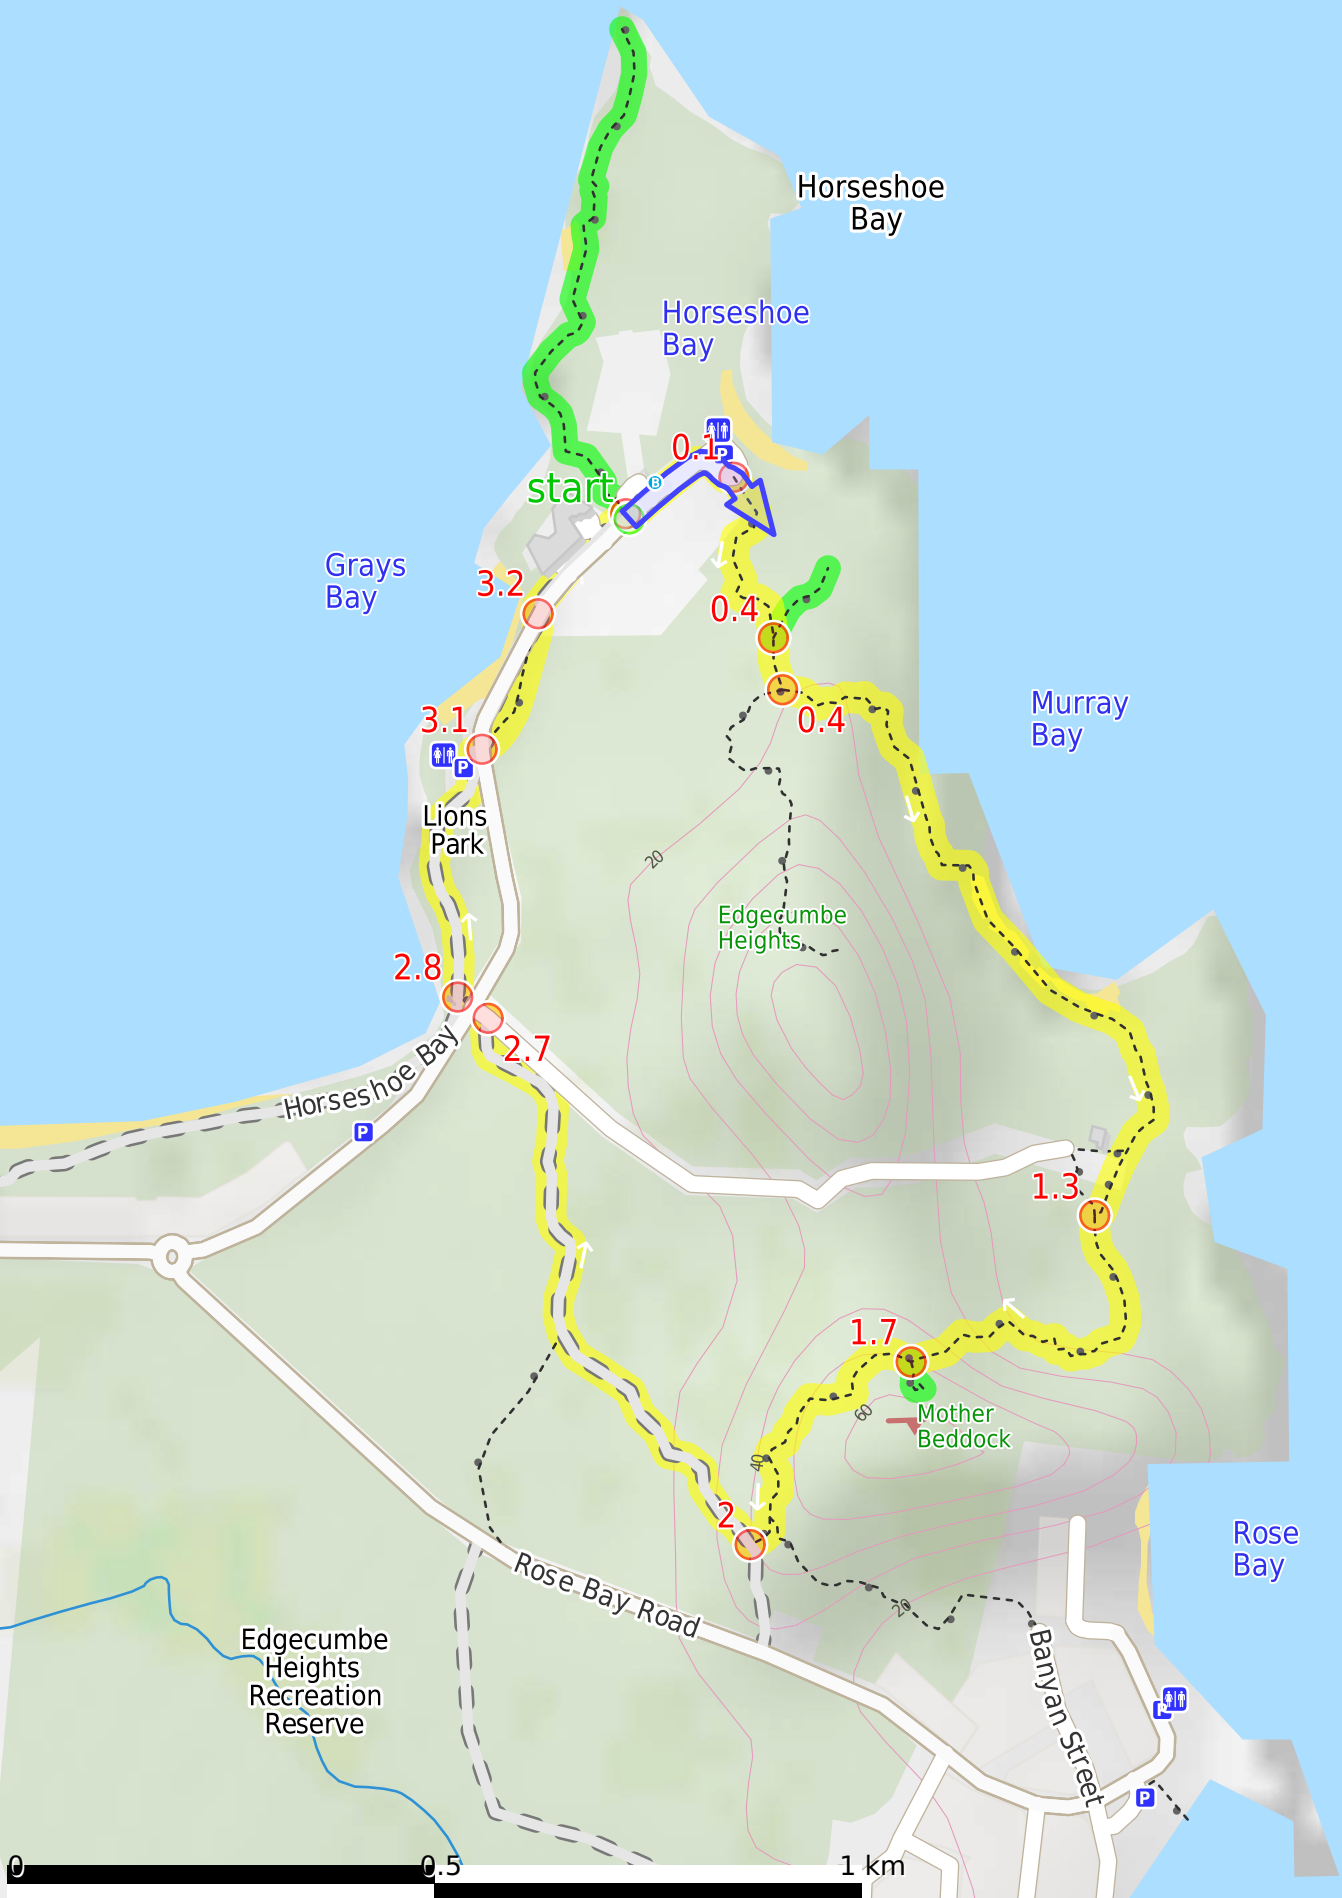 Horseshoe
Bay
Horseshoe
Bay
0.1
P
B
start
Grays
Bay
3.2
0.4
0.4
3.1
P
Murray
Bay
Lions
Park
20
Edgecumbe
Heights
2.8
2.7
Horseshoe Bay
P
1.3
1.7
60
Mother
Beddock
40
2
Rose
Bay
Rose Bay Road
20
Edgecumbe
Heights
Recreation
Reserve
Banyan Street
P
P
0
0.5
1 km